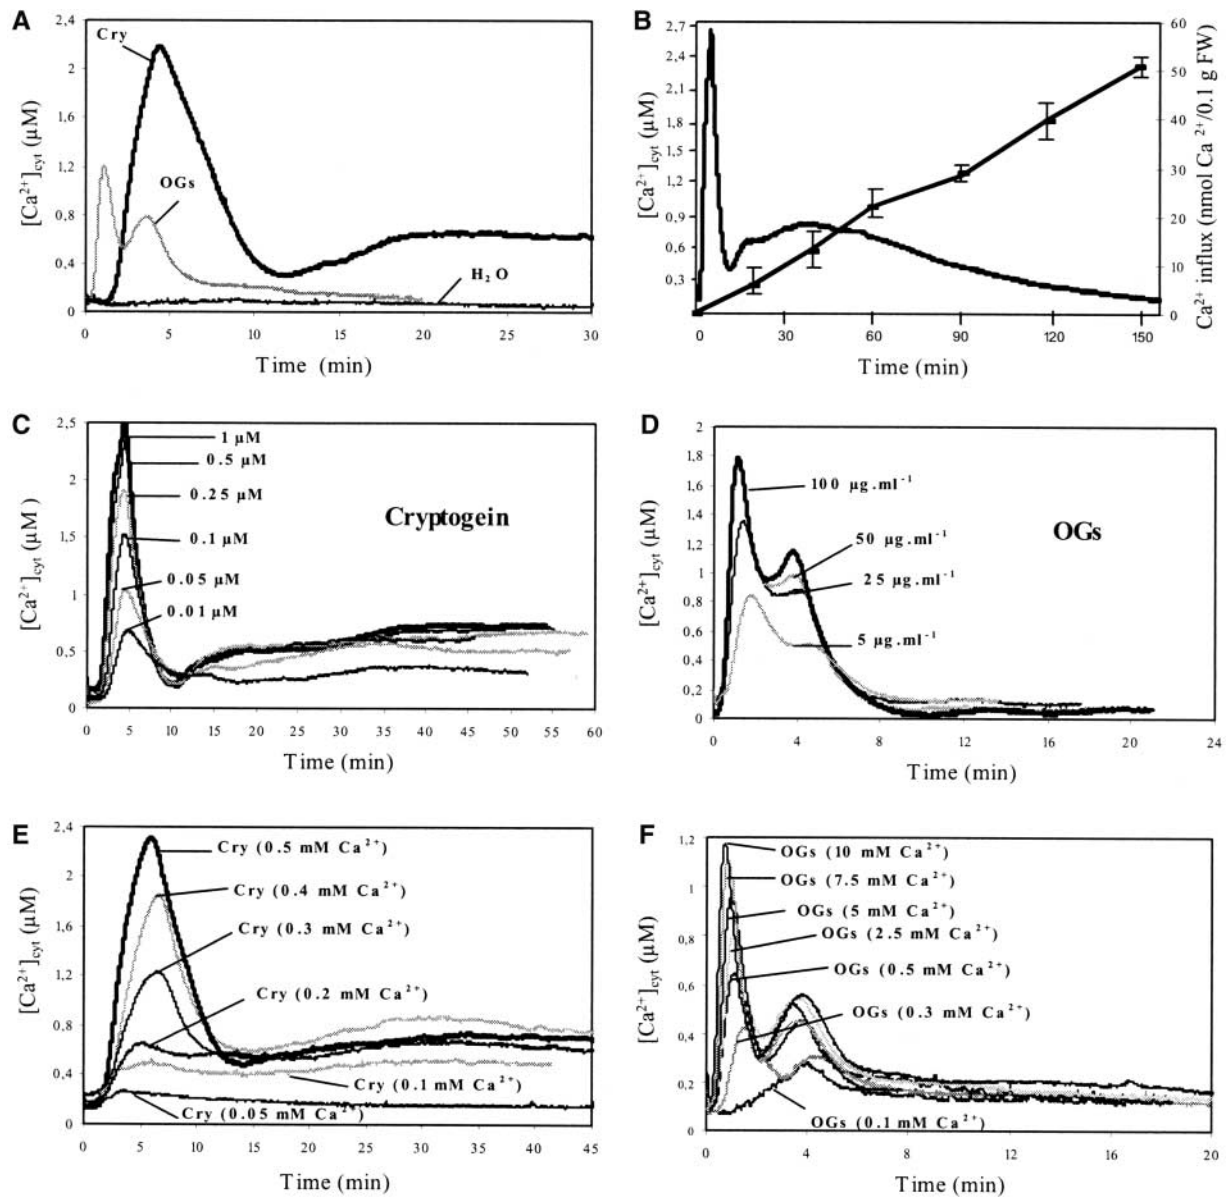 A
[Ca²⁺]cyt (µM)
2,4
2
1,6
1,2
0,8
0,4
0
Cry
OGs
H₂O
0 5 10 15 20 25 30
Time (min)
B
[Ca²⁺]cyt (µM)
2,7
2,4
2,1
1,8
1,5
1,2
0,9
0,6
0,3
60
50
40
30
20
10
0
Ca²⁺ influx (nmol Ca²⁺/0.1 g FW)
0 30 60 90 120 150
Time (min)
C
[Ca²⁺]cyt (µM)
2,5
2
1,5
1
0,5
0
1 µM
0.5 µM
0.25 µM
0.1 µM
0.05 µM
0.01 µM
Cryptogein
0 5 10 15 20 25 30 35 40 45 50 55 60
Time (min)
D
[Ca²⁺]cyt (µM)
2
1,8
1,6
1,4
1,2
1
0,8
0,6
0,4
0,2
0
100 µg.ml⁻¹
50 µg.ml⁻¹
25 µg.ml⁻¹
5 µg.ml⁻¹
OGs
0 4 8 12 16 20 24
Time (min)
E
[Ca²⁺]cyt (µM)
2,4
2
1,6
1,2
0,8
0,4
0
Cry (0.5 mM Ca²⁺)
Cry (0.4 mM Ca²⁺)
Cry (0.3 mM Ca²⁺)
Cry (0.2 mM Ca²⁺)
Cry (0.1 mM Ca²⁺)
Cry (0.05 mM Ca²⁺)
0 5 10 15 20 25 30 35 40 45
Time (min)
F
[Ca²⁺]cyt (µM)
1,2
1
0,8
0,6
0,4
0,2
0
OGs (10 mM Ca²⁺)
OGs (7.5 mM Ca²⁺)
OGs (5 mM Ca²⁺)
OGs (2.5 mM Ca²⁺)
OGs (0.5 mM Ca²⁺)
OGs (0.3 mM Ca²⁺)
OGs (0.1 mM Ca²⁺)
0 4 8 12 16 20
Time (min)